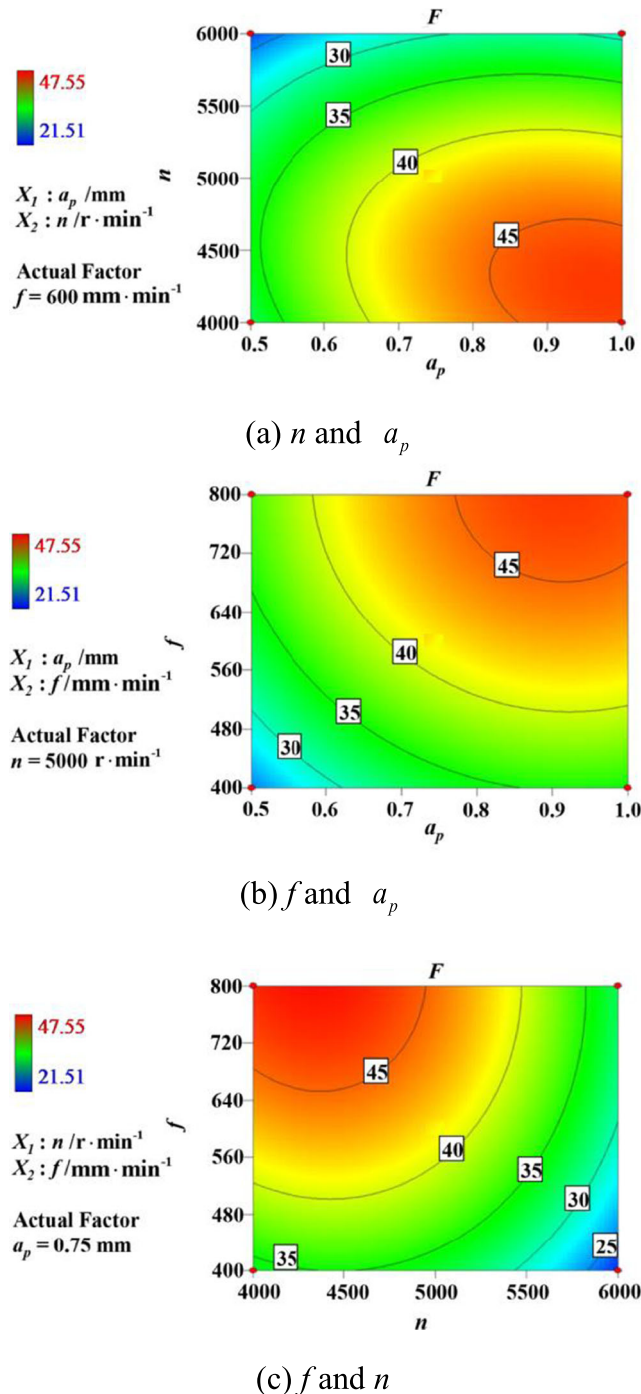 F
6000
5500
5000
4500
4000
n
30
35
40
45
47.55
21.51
X₁ : aₚ /mm
X₂ : n /r · min⁻¹
Actual Factor
f = 600 mm · min⁻¹
0.5 0.6 0.7 0.8 0.9 1.0
aₚ
(a) n and aₚ
F
800
720
640
560
480
400
f
45
40
35
30
47.55
21.51
X₁ : aₚ /mm
X₂ : f /mm · min⁻¹
Actual Factor
n = 5000 r · min⁻¹
0.5 0.6 0.7 0.8 0.9 1.0
aₚ
(b) f and aₚ
F
800
720
640
560
480
400
f
45
40
35
30
25
35
47.55
21.51
X₁ : n /r · min⁻¹
X₂ : f /mm · min⁻¹
Actual Factor
aₚ = 0.75 mm
4000 4500 5000 5500 6000
n
(c) f and n